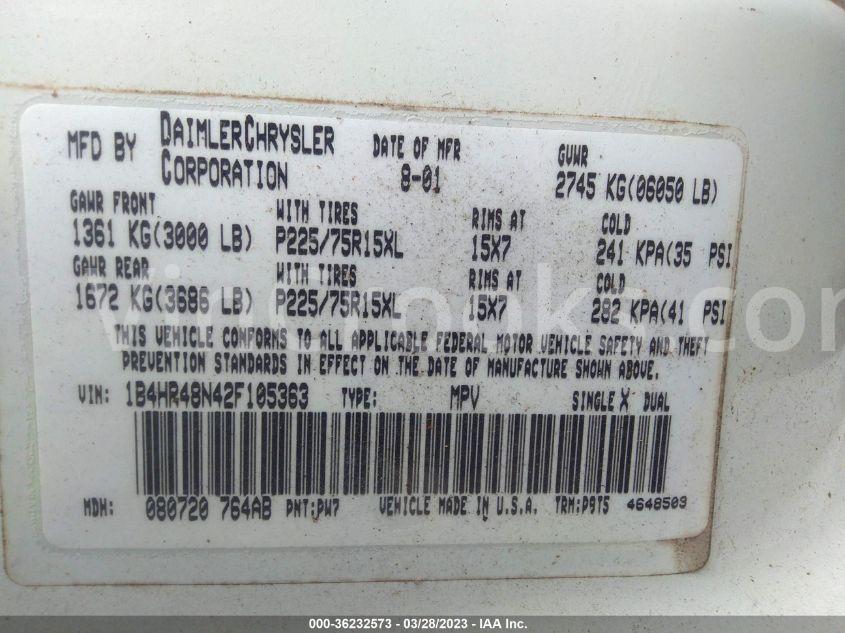 MFD BY DAIMLERCHRYSLER CORPORATION DATE OF MFR 8-01 GVWR 2745 KG(06050 LB)
GAWR FRONT WITH TIRES RIMS AT COLD
1361 KG(3000 LB) P225/75R15XL 15X7 241 KPA(35 PSI
GAWR REAR WITH TIRES RIMS AT COLD
1672 KG(3686 LB) P225/75R15XL 15X7 282 KPA(41 PSI
THIS VEHICLE CONFORMS TO ALL APPLICABLE FEDERAL MOTOR VEHICLE SAFETY AND THEFT
PREVENTION STANDARDS IN EFFECT ON THE DATE OF MANUFACTURE SHOWN ABOVE.
VIN: 1B4HR48N42F105363 TYPE: MPV SINGLE X DUAL
MDH: 080720 764AB PNT:PW7 VEHICLE MADE IN U.S.A. TRM:P9T5 4648503
000-36232573 — 03/28/2023 — IAA Inc.